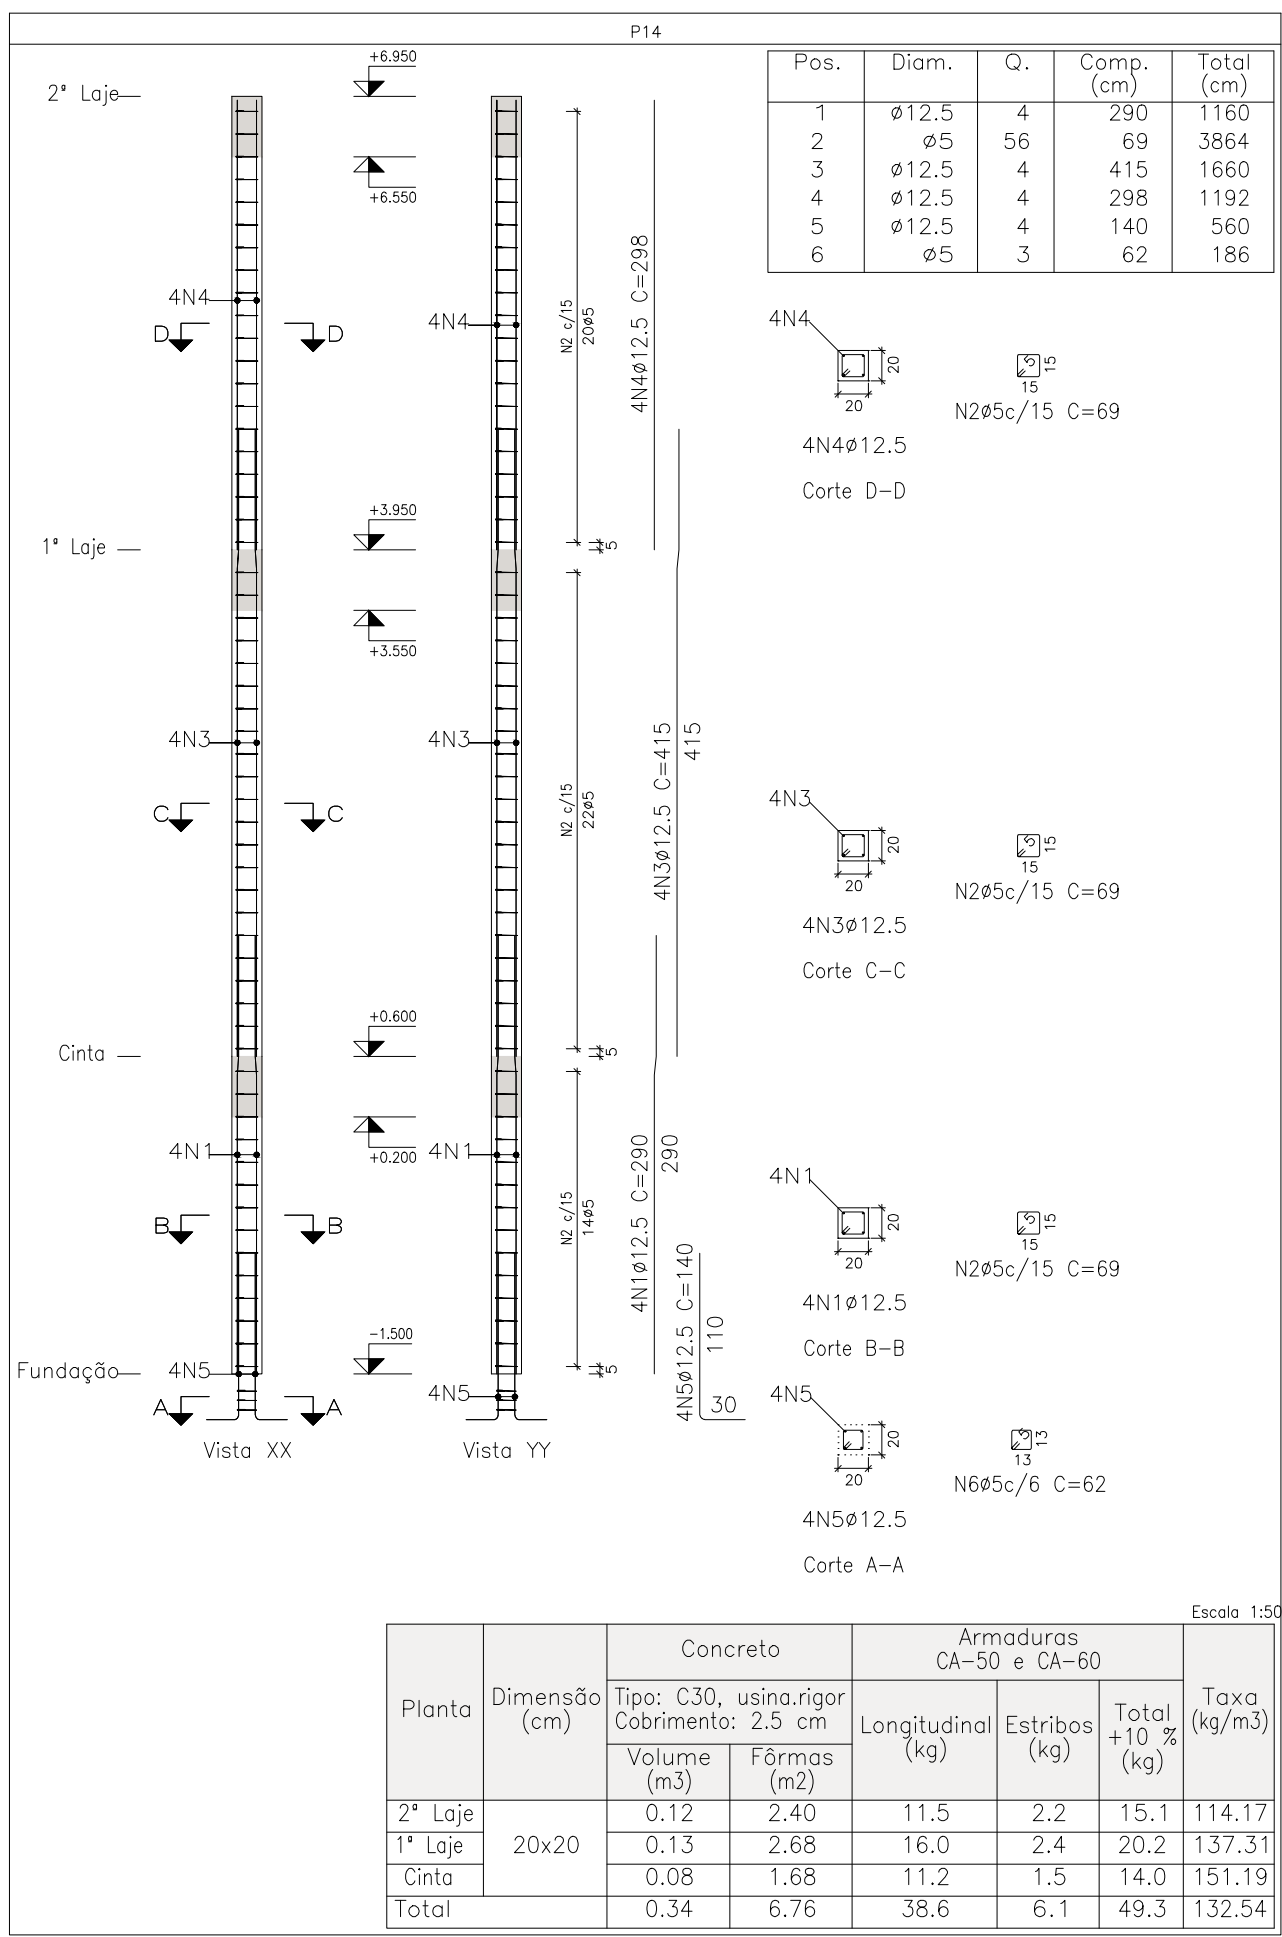 P14
Pos. Diam. Q. Comp. (cm) Total (cm)
1 ø12.5 4 290 1160
2 ø5 56 69 3864
3 ø12.5 4 415 1660
4 ø12.5 4 298 1192
5 ø12.5 4 140 560
6 ø5 3 62 186
2ª Laje
+6.950
+6.550
4N4
4N4
D D
N2 c/15
20ø5
4N4ø12.5 C=298
1ª Laje
+3.950
5
+3.550
4N3
4N3
C C
N2 c/15
22ø5
4N3ø12.5 C=415
415
Cinta
+0.600
5
+0.200
4N1
4N1
B B
N2 c/15
14ø5
4N1ø12.5 C=290
290
Fundação
-1.500
5
4N5
4N5
A A
4N5ø12.5 C=140
110
30
Vista XX
Vista YY
4N4
20
20
5
15
15
N2ø5c/15 C=69
4N4ø12.5
Corte D-D
4N3
20
20
5
15
15
N2ø5c/15 C=69
4N3ø12.5
Corte C-C
4N1
20
20
5
15
15
N2ø5c/15 C=69
4N1ø12.5
Corte B-B
4N5
20
20
5
13
13
N6ø5c/6 C=62
4N5ø12.5
Corte A-A
Escala 1:50
Planta
Dimensão
(cm)
Concreto
Tipo: C30, usina.rigor
Cobrimento: 2.5 cm
Volume
(m3)
Fôrmas
(m2)
Armaduras
CA-50 e CA-60
Longitudinal
(kg)
Estribos
(kg)
Total
+10 %
(kg)
Taxa
(kg/m3)
2ª Laje 0.12 2.40 11.5 2.2 15.1 114.17
1ª Laje 20x20 0.13 2.68 16.0 2.4 20.2 137.31
Cinta 0.08 1.68 11.2 1.5 14.0 151.19
Total 0.34 6.76 38.6 6.1 49.3 132.54